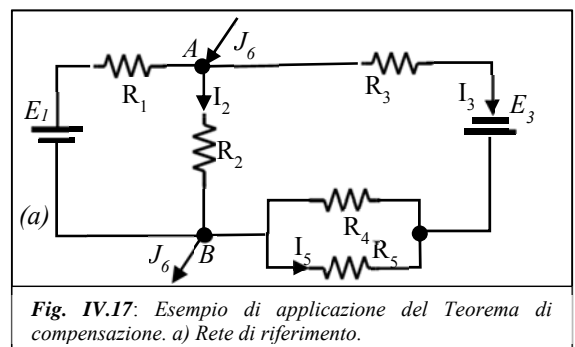 J6
A
R1
I2
R3
I3
E1
E3
R2
(a)
R4
J6
B
I5
R5
Fig. IV.17: Esempio di applicazione del Teorema di
compensazione. a) Rete di riferimento.